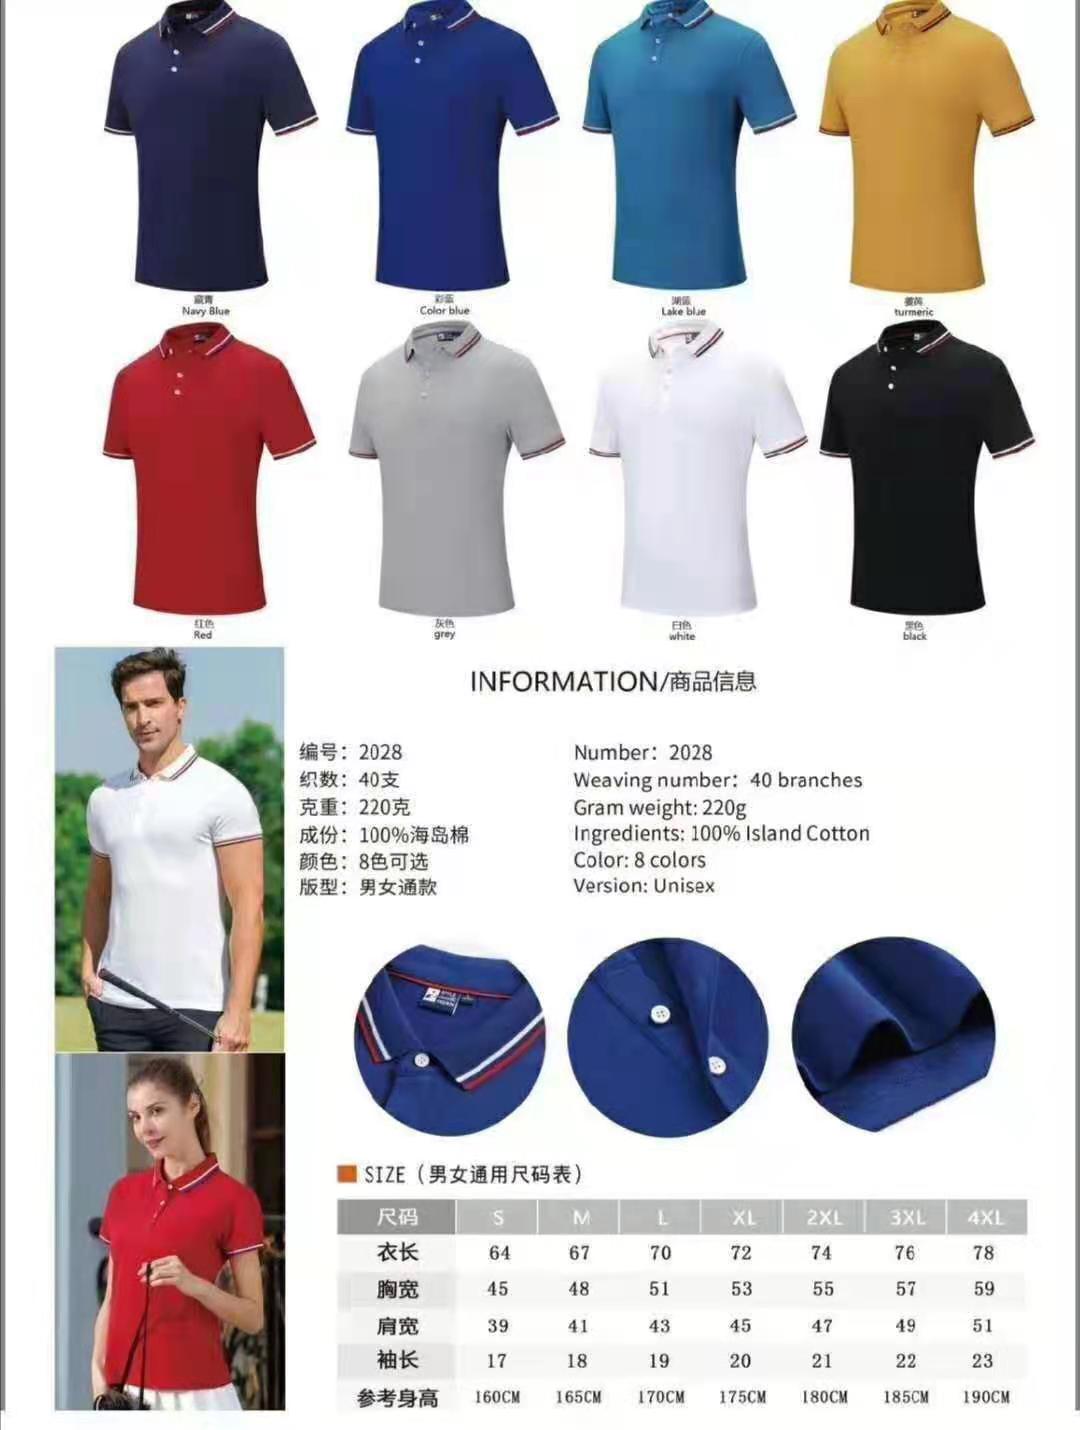 藏青
Navy Blue
彩蓝
Color blue
湖蓝
Lake blue
姜黄
turmeric
红色
Red
灰色
grey
白色
white
黑色
black
INFORMATION/商品信息
编号：2028
织数：40支
克重：220克
成份：100%海岛棉
颜色：8色可选
版型：男女通款
Number：2028
Weaving number：40 branches
Gram weight: 220g
Ingredients: 100% Island Cotton
Color: 8 colors
Version: Unisex
SIZE（男女通用尺码表）
尺码 S M L XL 2XL 3XL 4XL
衣长 64 67 70 72 74 76 78
胸宽 45 48 51 53 55 57 59
肩宽 39 41 43 45 47 49 51
袖长 17 18 19 20 21 22 23
参考身高 160CM 165CM 170CM 175CM 180CM 185CM 190CM